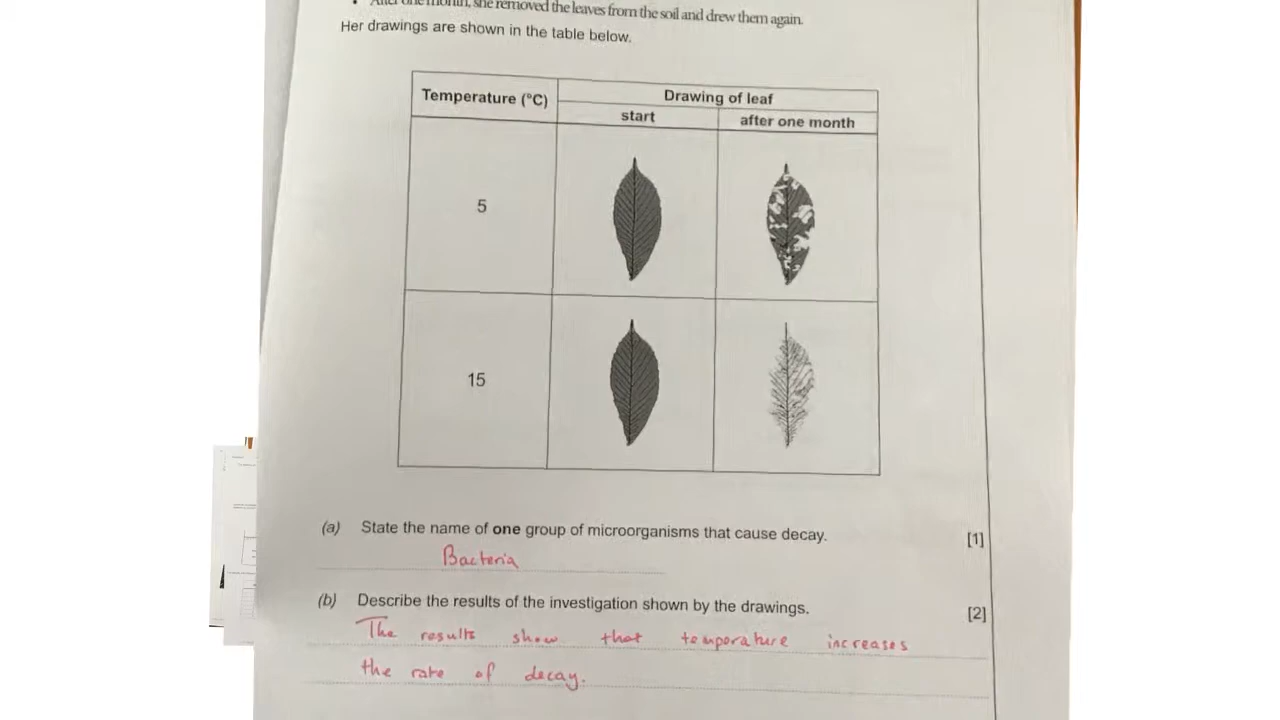 After one month, she removed the leaves from the soil and drew them again.
Her drawings are shown in the table below.
Temperature (°C)
Drawing of leaf
start
after one month
5
15
(a) State the name of one group of microorganisms that cause decay. [1]
Bacteria
(b) Describe the results of the investigation shown by the drawings. [2]
The results show that temperature increases
the rate of decay.